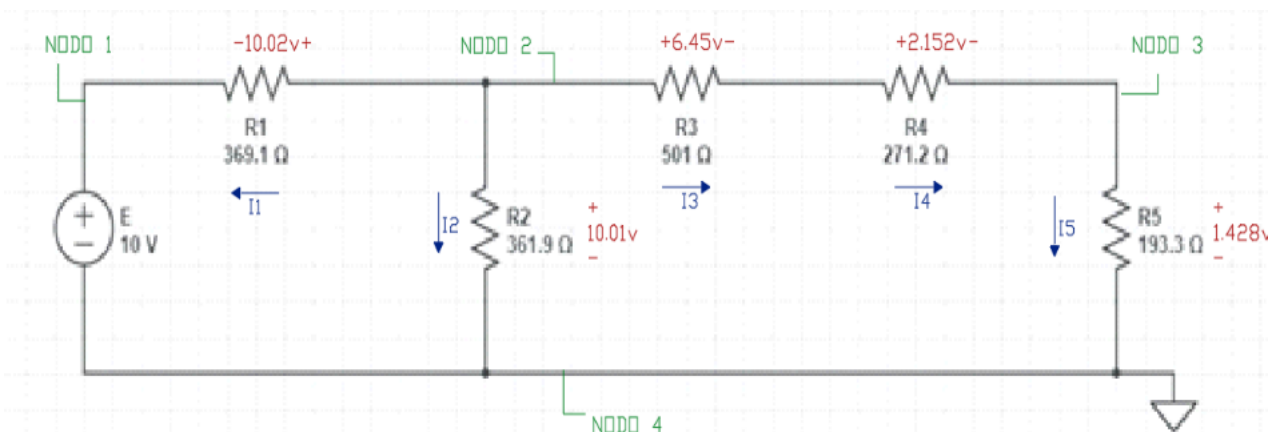 NODO 1
-10.02v+
NODO 2
+6.45v-
+2.152v-
NODO 3
R1
369.1 Ω
R3
501 Ω
R4
271.2 Ω
I1
I3
I4
E
10 V
I2
R2
361.9 Ω
+
10.01v
-
I5
R5
193.3 Ω
+
1.428v
-
NODO 4